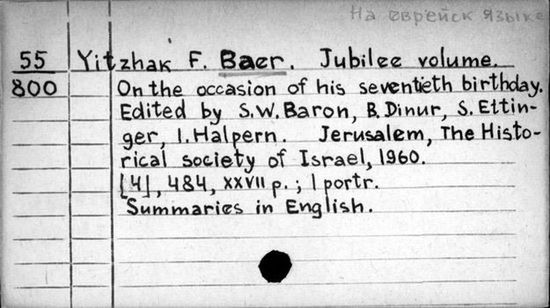 На еврейск языке
55 Yitzhak F. Baer. Jubilee volume.
800 On the occasion of his seventieth birthday.
Edited by S.W. Baron, B. Dinur, S. Ettin-
ger, I. Halpern. Jerusalem, The Histo-
rical society of Israel, 1960.
[4], 484, XXVII p.; 1 portr.
Summaries in English.